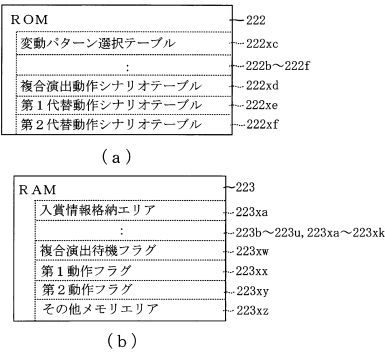 ROM
222
変動パターン選択テーブル
222xc
:
222b~222f
複合演出動作シナリオテーブル
222xd
第1代替動作シナリオテーブル
222xe
第2代替動作シナリオテーブル
222xf
(a)
RAM
223
入賞情報格納エリア
223xa
:
223b~223u,223xa~223xk
複合演出待機フラグ
223xw
第1動作フラグ
223xx
第2動作フラグ
223xy
その他メモリエリア
223xz
(b)